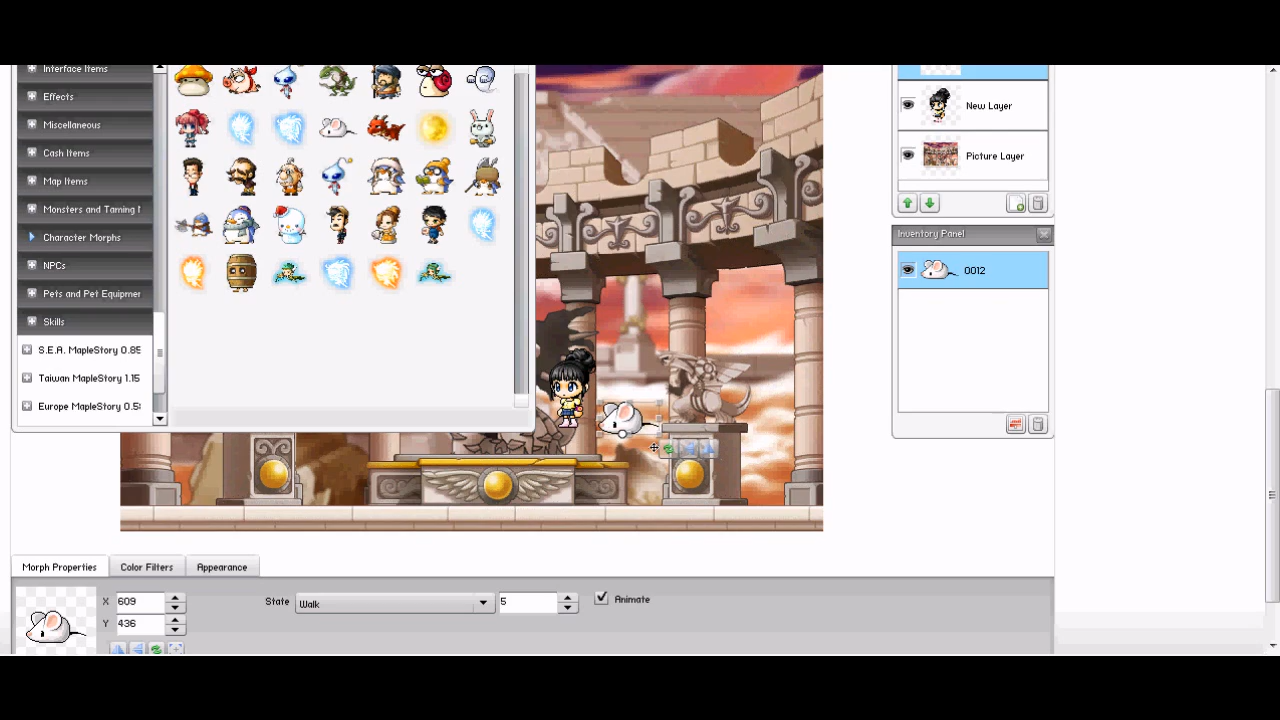 Interface Items
Effects
Miscellaneous
Cash Items
Map Items
Monsters and Taming M
Character Morphs
NPCs
Pets and Pet Equipmen
Skills
S.E.A. MapleStory 0.85
Taiwan MapleStory 1.15
Europe MapleStory 0.5
New Layer
Picture Layer
Inventory Panel
0012
Morph Properties
Color Filters
Appearance
X 609
Y 436
State Walk 5 Animate